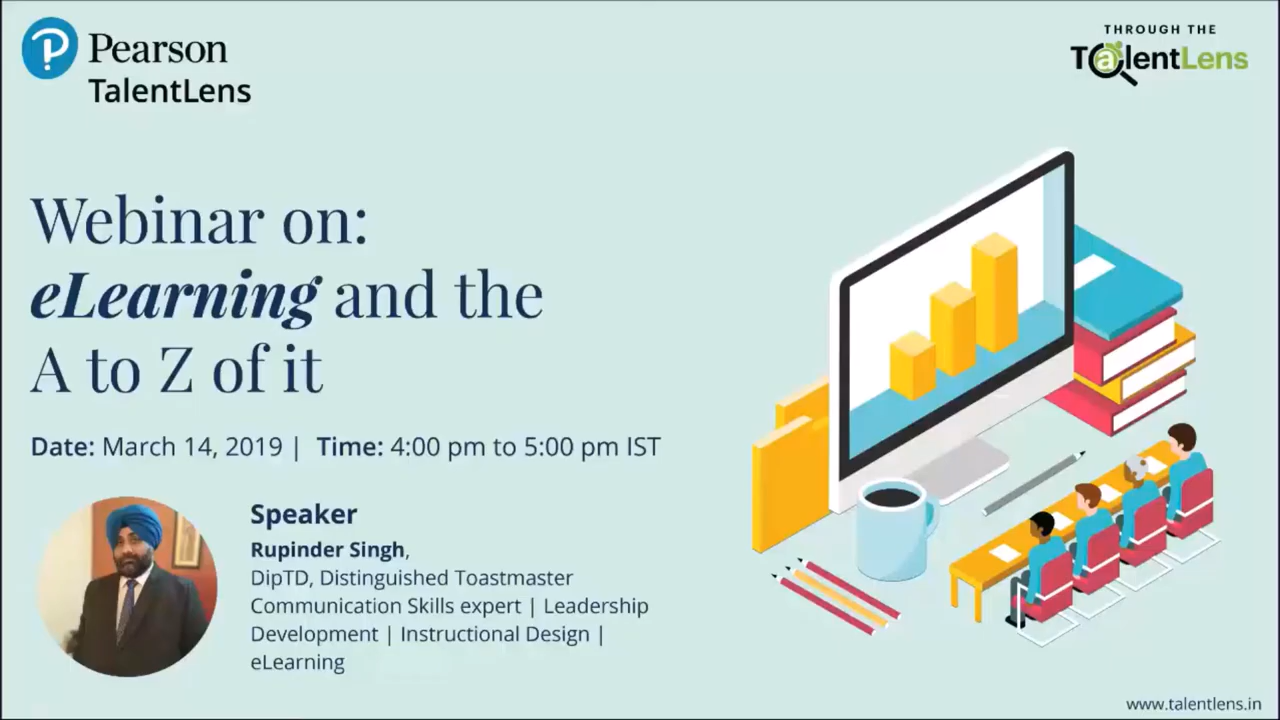 Pearson
TalentLens
THROUGH THE
TalentLens
Webinar on:
eLearning and the
A to Z of it
Date: March 14, 2019 | Time: 4:00 pm to 5:00 pm IST
Speaker
Rupinder Singh,
DipTD, Distinguished Toastmaster
Communication Skills expert | Leadership
Development | Instructional Design |
eLearning
www.talentlens.in